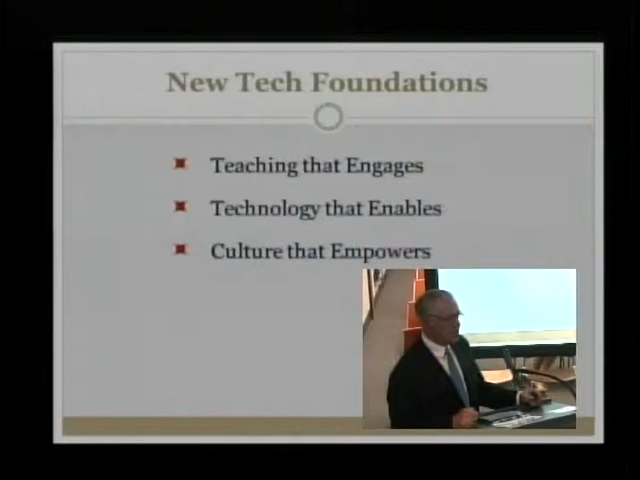 New Tech Foundations
Teaching that Engages
Technology that Enables
Culture that Empowers